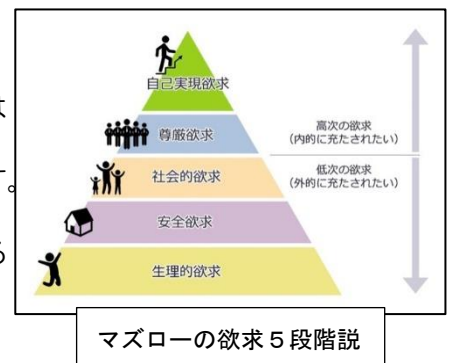 は
す。
る
自己実現欲求
尊厳欲求
高次の欲求
(内的に充たされたい)
社会的欲求
低次の欲求
(外的に充たされたい)
安全欲求
生理的欲求
マズローの欲求5段階説